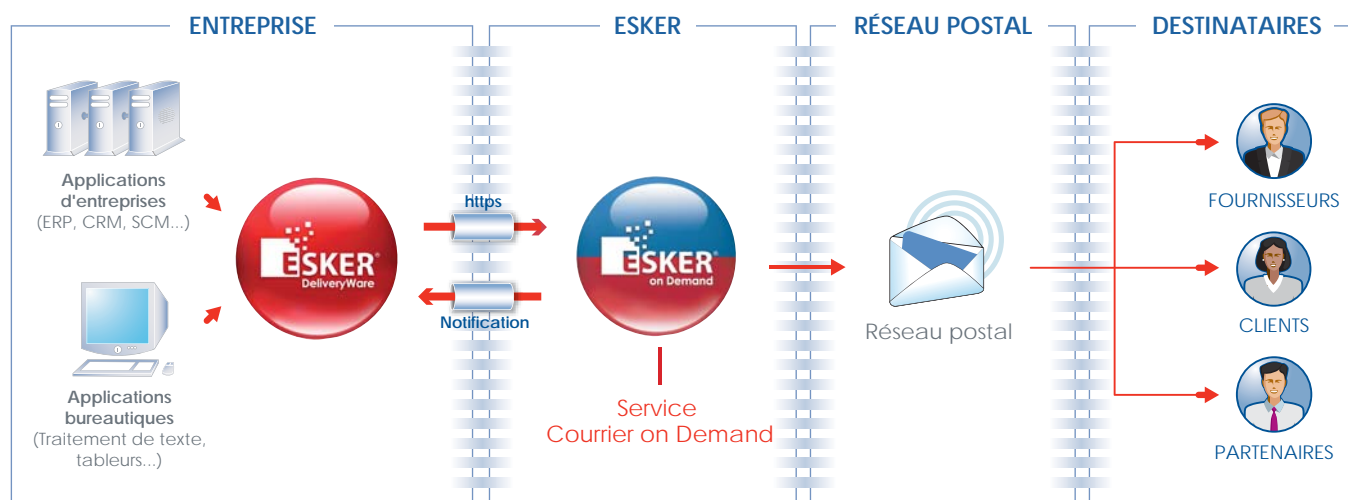 ENTREPRISE
ESKER
RÉSEAU POSTAL
DESTINATAIRES
Applications
d'entreprises
(ERP, CRM, SCM...)
Applications
bureautiques
(Traitement de texte,
tableurs...)
ESKER®
DeliveryWare
https
Notification
ESKER®
on Demand
Service
Courrier on Demand
Réseau postal
FOURNISSEURS
CLIENTS
PARTENAIRES